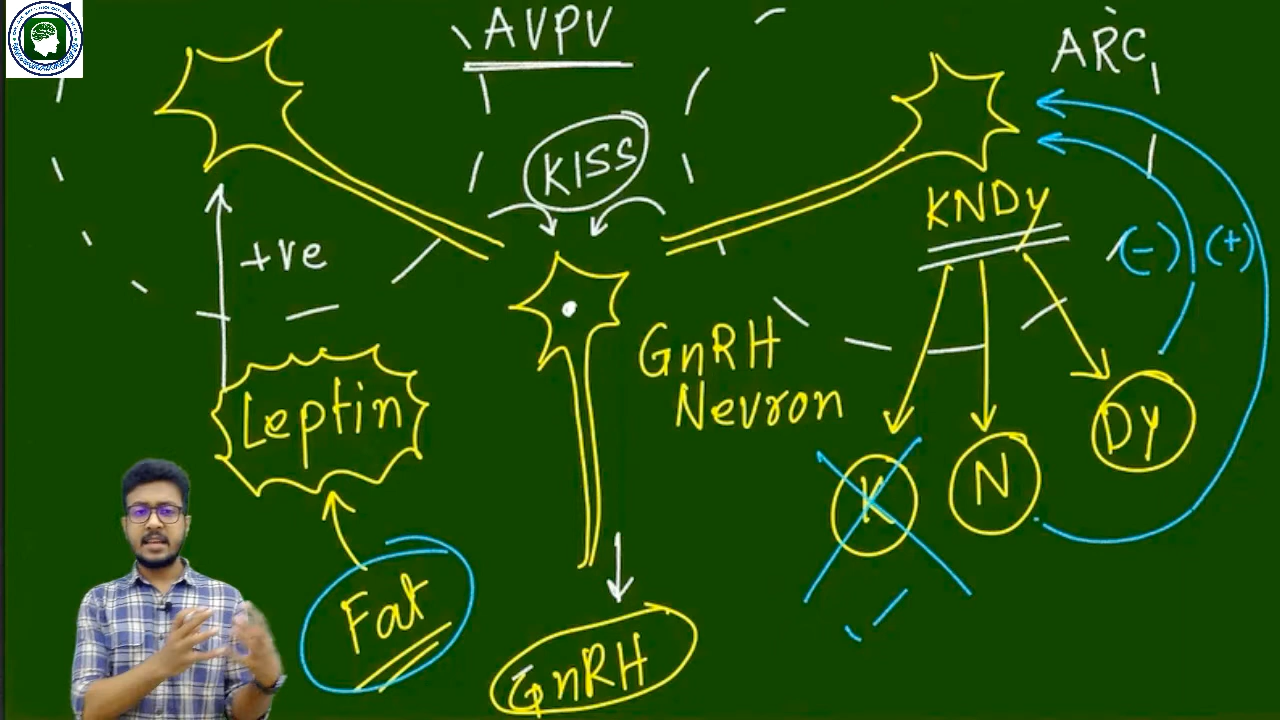 AVPV
ARC
KISS
KNDy
+ve
(-) (+)
GnRH
Nevron
Leptin
DY
K
N
Fat
GnRH